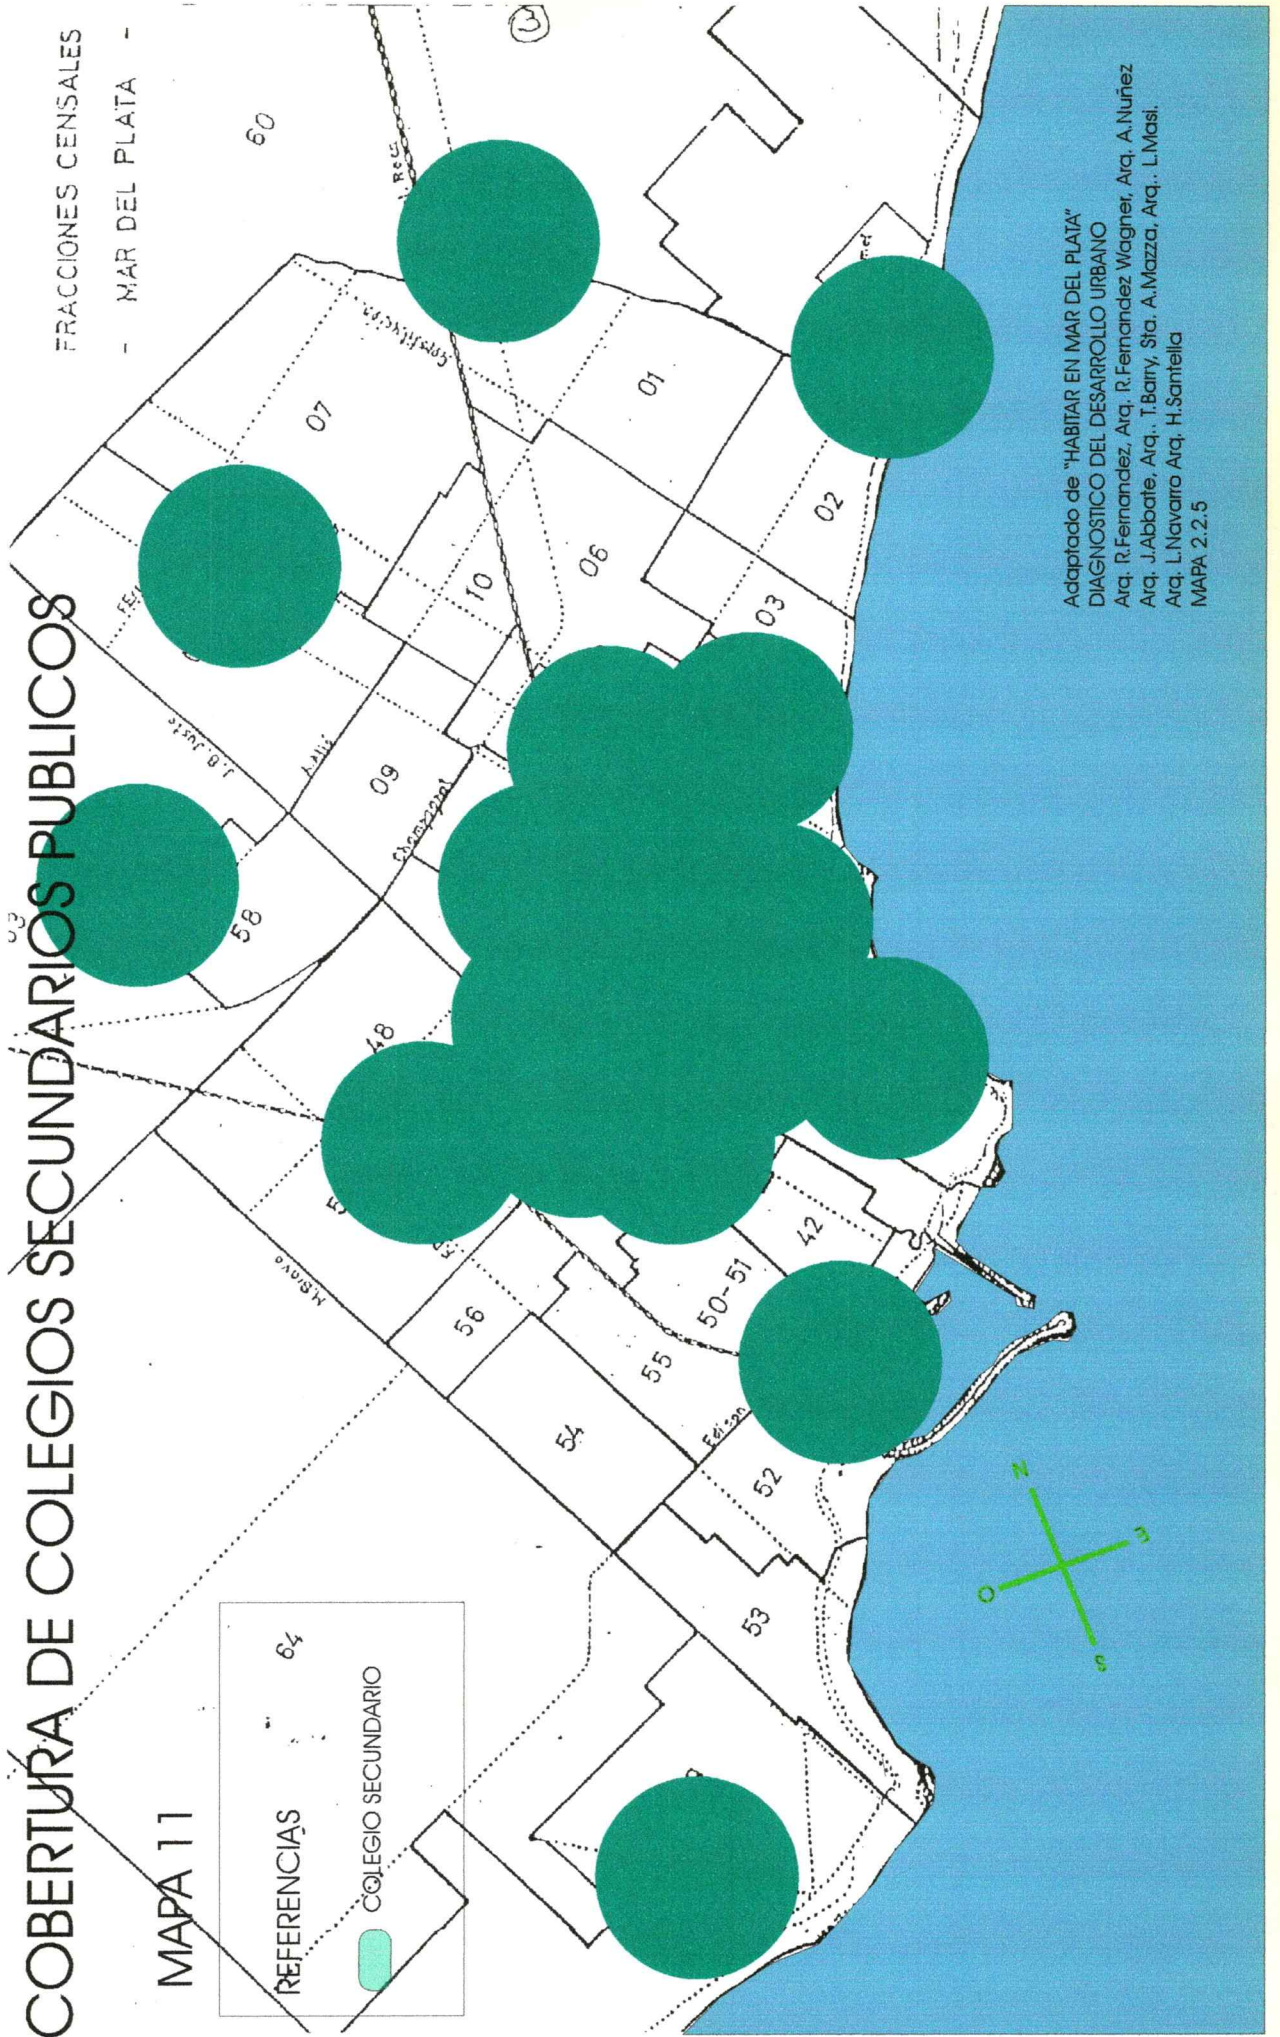 COBERTURA DE COLEGIOS SECUNDARIOS PUBLICOS
MAPA 11
FRACCIONES CENSALES
- MAR DEL PLATA -
REFERENCIAS
COLEGIO SECUNDARIO
64
60
07
01
02
03
06
10
09
58
48
56
55
54
50-51
42
52
53
Constitucion
J.B.Justo
Champagnat
M.Bravo
Edison
N
O
S
Adaptado de "HABITAR EN MAR DEL PLATA"
DIAGNOSTICO DEL DESARROLLO URBANO
Arq. R.Fernandez, Arq. R.Fernandez Wagner, Arq. A.Nuñez
Arq. J.Abbate, Arq.. T.Barry, Sta. A.Mazza, Arq.. L.Masi.
Arq. L.Navarro Arq. H.Santella
MAPA 2.2.5